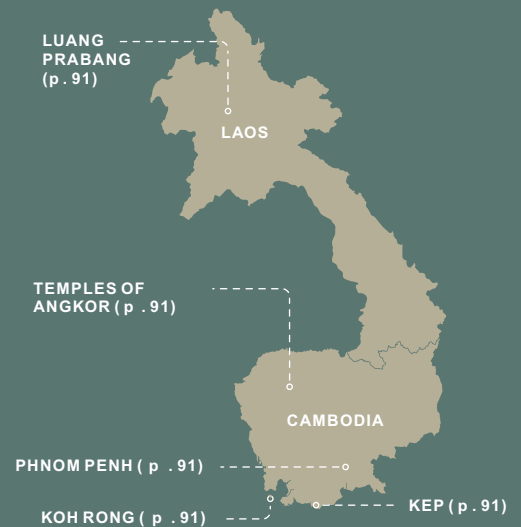 LUANG
PRABANG
(p. 91)
LAOS
TEMPLES OF
ANGKOR (p. 91)
CAMBODIA
PHNOM PENH (p. 91)
KEP (p. 91)
KOH RONG (p. 91)